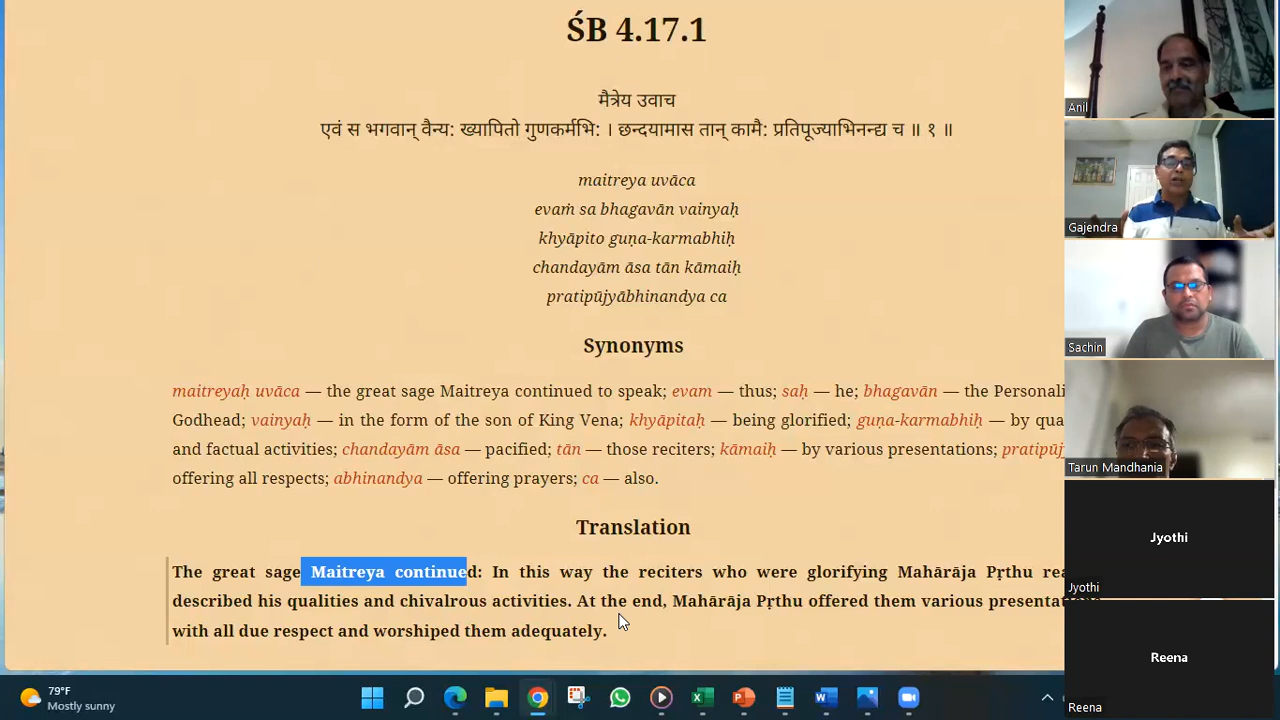 ŚB 4.17.1
मैत्रेय उवाच
एवं स भगवान् वैन्य: ख्यापितो गुणकर्मभि: । छन्दयामास तान् कामै: प्रतिपूज्याभिनन्द्य च ॥ १ ॥
maitreya uvāca
evaṁ sa bhagavān vainyaḥ
khyāpito guṇa-karmabhiḥ
chandayām āsa tān kāmaiḥ
pratipūjyābhinandya ca
Synonyms
maitreyaḥ uvāca — the great sage Maitreya continued to speak; evam — thus; saḥ — he; bhagavān — the
Godhead; vainyaḥ — in the form of the son of King Vena; khyāpitaḥ — being glorified; guṇa-karmabhiḥ — by
and factual activities; chandayām āsa — pacified; tān — those reciters; kāmaiḥ — by various presentations;
offering all respects; abhinandya — offering prayers; ca — also.
Translation
The great sage Maitreya continued: In this way the reciters who were glorifying Mahārāja Pṛthu
described his qualities and chivalrous activities. At the end, Mahārāja Pṛthu offered them various
with all due respect and worshiped them adequately.
Anil
Gajendra
Sachin
Tarun Mandhania
Jyothi
Jyothi
Reena
Reena
79°F
Mostly sunny